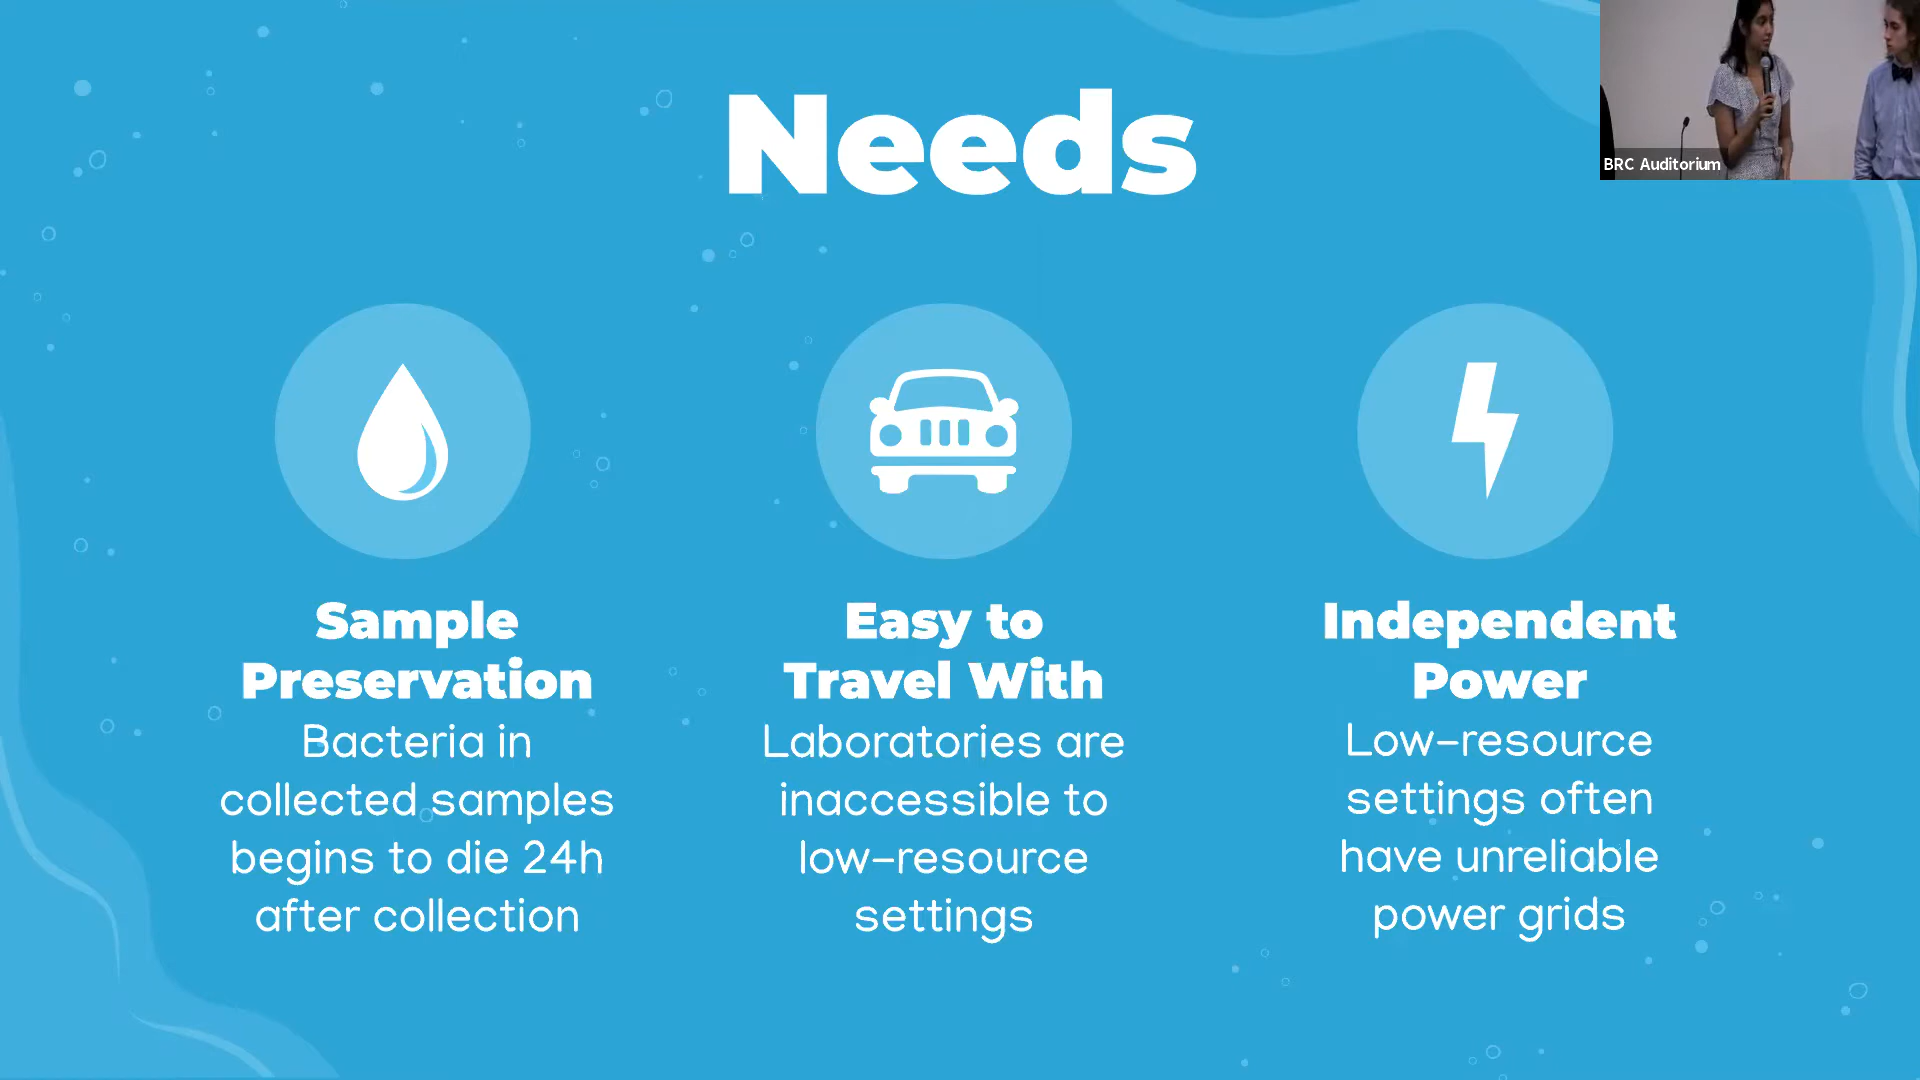 Needs
BRC Auditorium
Sample
Preservation
Bacteria in
collected samples
begins to die 24h
after collection
Easy to
Travel With
Laboratories are
inaccessible to
low-resource
settings
Independent
Power
Low-resource
settings often
have unreliable
power grids